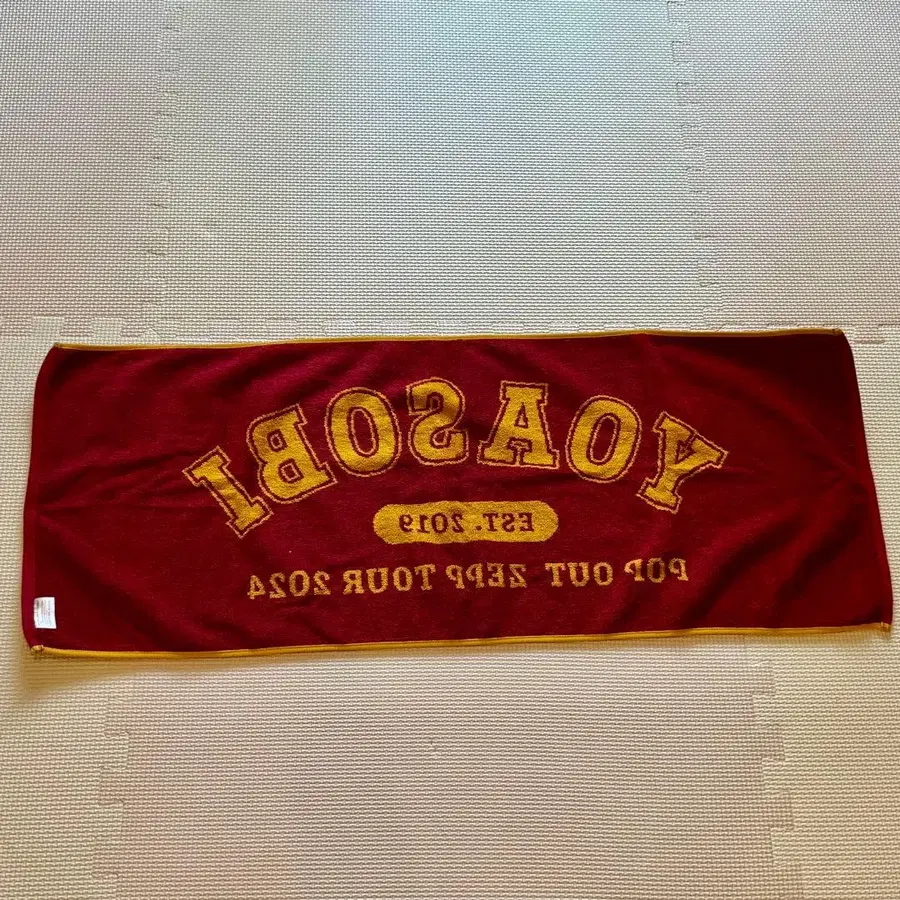 YOASOBI
EST. 2019
POP OUT ZEPP TOUR 2024